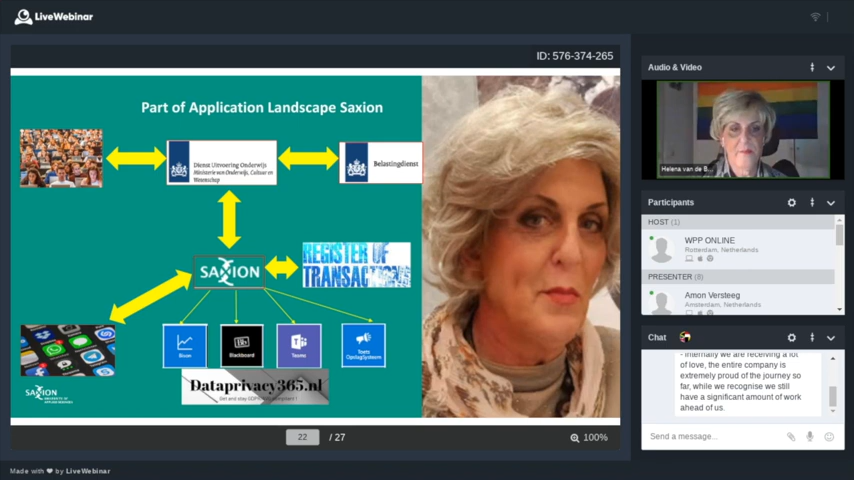 LiveWebinar
ID: 576-374-265
Part of Application Landscape Saxion
Dienst Uitvoering Onderwijs
Ministerie van Onderwijs, Cultuur en
Wetenschap
Belastingdienst
SAXION
REGISTER OF
TRANSACTIONS
Bison
Blackboard
Teams
Toets
Opslagsysteem
Dataprivacy365.nl
SAXION
UNIVERSITY OF
APPLIED SCIENCES
22 / 27
100%
Made with ❤ by LiveWebinar
Audio & Video
Helena van de B...
Participants
HOST (1)
WPP ONLINE
Rotterdam, Netherlands
PRESENTER (8)
Amon Versteeg
Amsterdam, Netherlands
Chat
- Internally we are receiving a lot
of love, the entire company is
extremely proud of the journey so
far, while we recognise we still
have a significant amount of work
ahead of us.
Send a message...